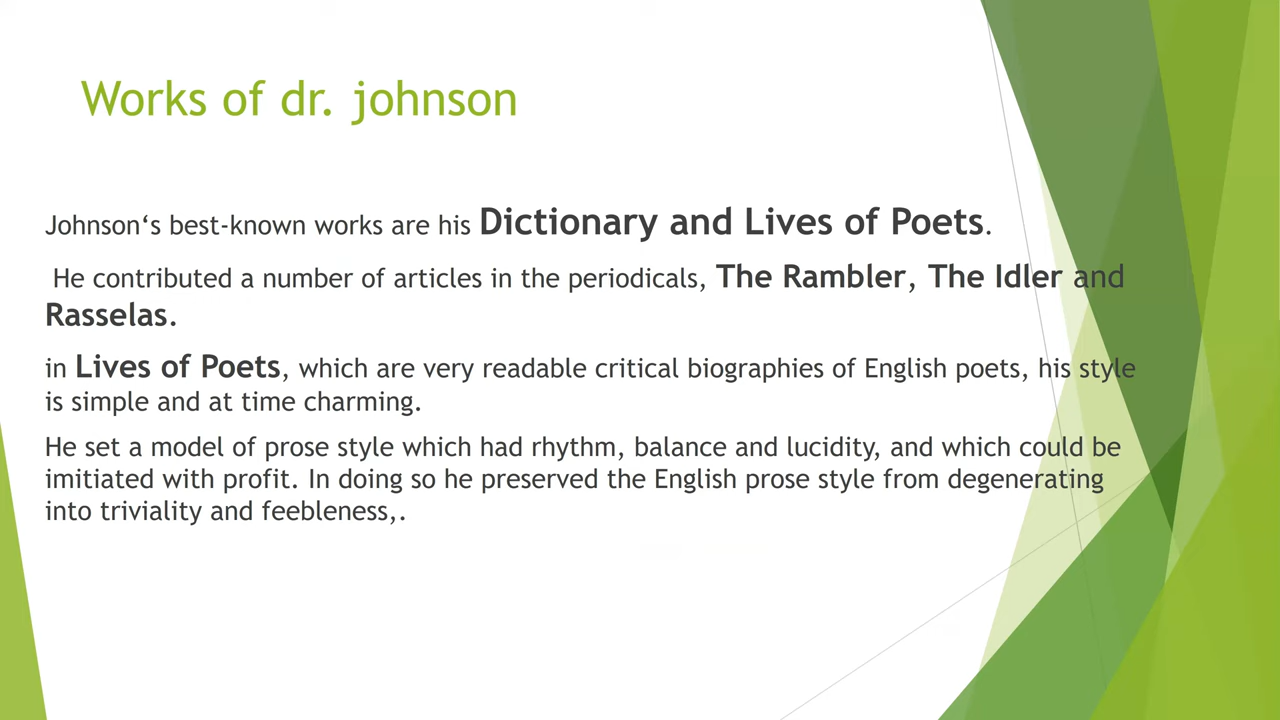 Works of dr. johnson
Johnson‘s best-known works are his Dictionary and Lives of Poets.
He contributed a number of articles in the periodicals, The Rambler, The Idler and
Rasselas.
in Lives of Poets, which are very readable critical biographies of English poets, his style
is simple and at time charming.
He set a model of prose style which had rhythm, balance and lucidity, and which could be
imitiated with profit. In doing so he preserved the English prose style from degenerating
into triviality and feebleness,.